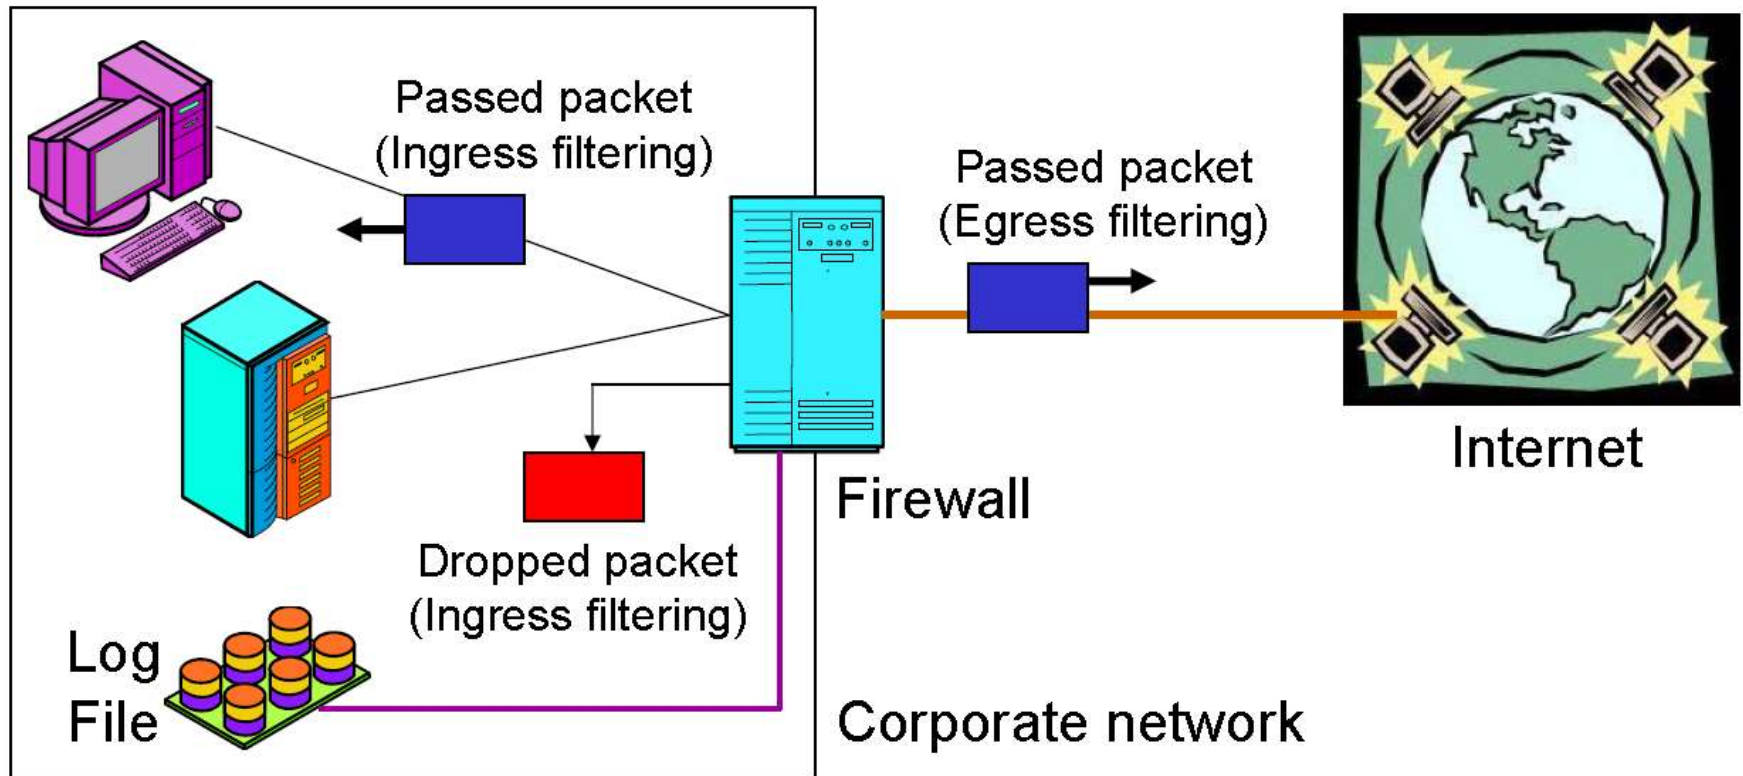 Passed packet
(Ingress filtering)
Passed packet
(Egress filtering)
Internet
Firewall
Dropped packet
(Ingress filtering)
Log
File
Corporate network